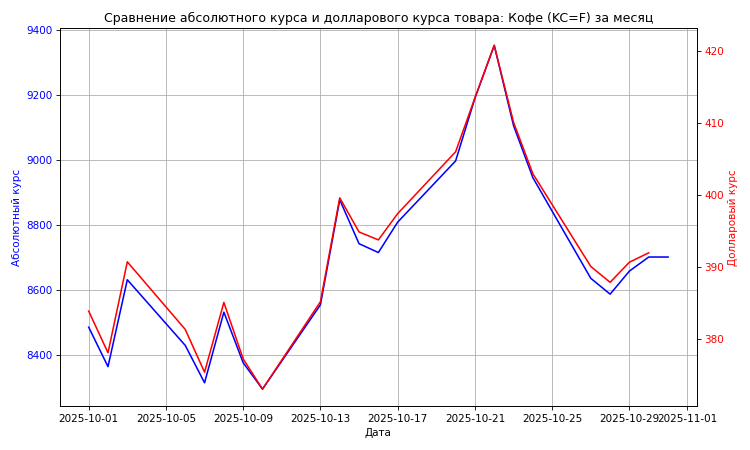 Сравнение абсолютного курса и долларового курса товара: Кофе (KC=F) за месяц
9400
9200
9000
8800
8600
8400
Абсолютный курс
420
410
400
390
380
Долларовый курс
2025-10-01 2025-10-05 2025-10-09 2025-10-13 2025-10-17 2025-10-21 2025-10-25 2025-10-29 2025-11-01
Дата